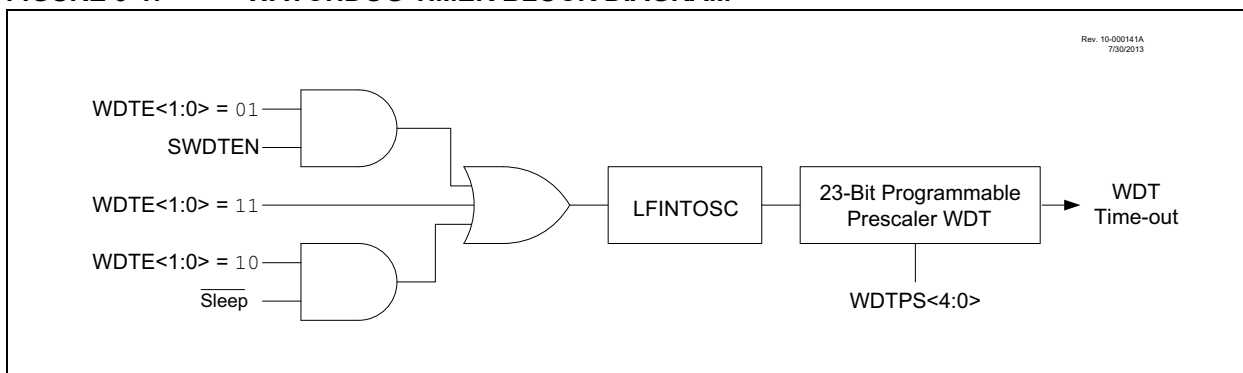 Rev. 10-000141A
7/30/2013
WDTE<1:0> = 01
SWDTEN
WDTE<1:0> = 11
WDTE<1:0> = 10
Sleep
LFINTOSC
23-Bit Programmable
Prescaler WDT
WDT
Time-out
WDTPS<4:0>